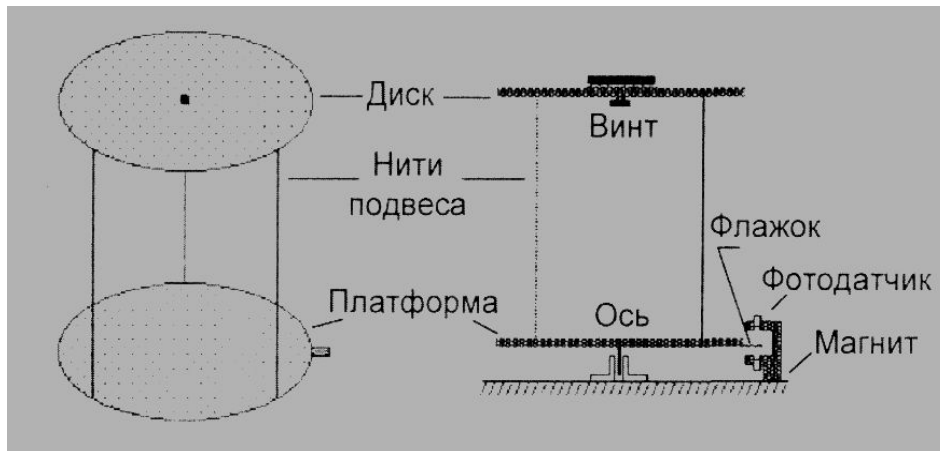 Диск
Винт
Нити
подвеса
Флажок
Фотодатчик
Платформа
Ось
Магнит